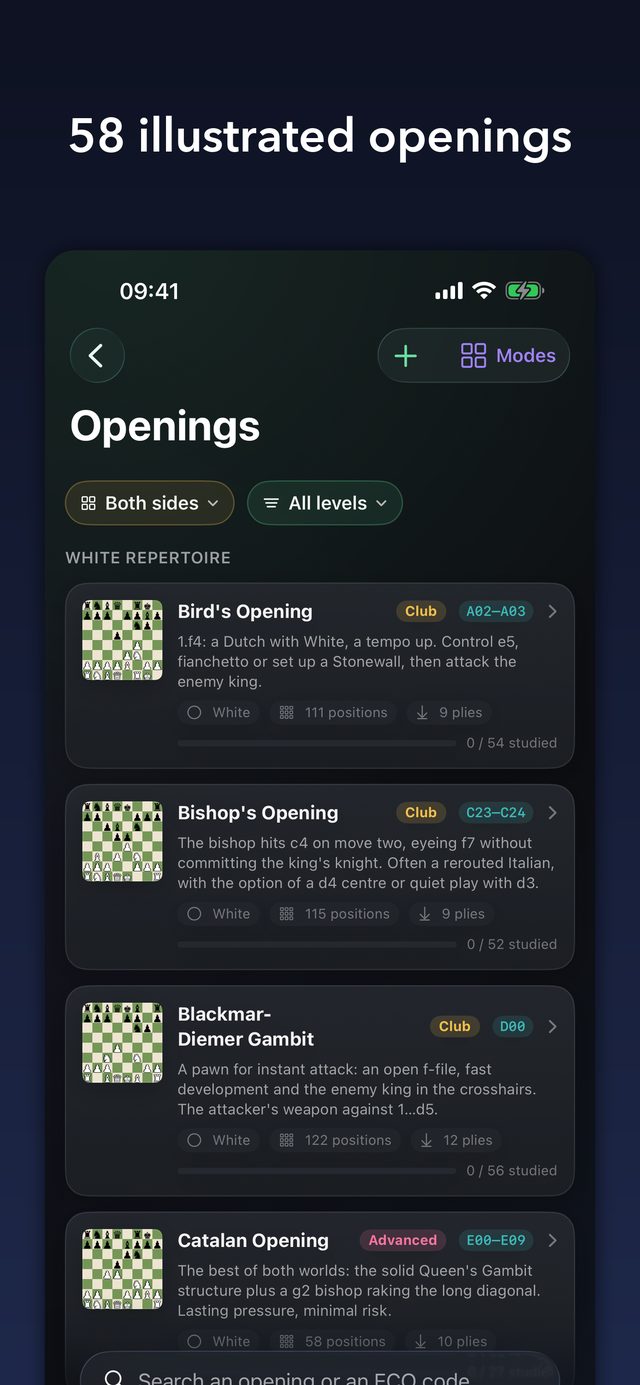 58 illustrated openings
09:41
Modes
Openings
Both sides
All levels
WHITE REPERTOIRE
Bird's Opening
Club
A02–A03
1.f4: a Dutch with White, a tempo up. Control e5,
fianchetto or set up a Stonewall, then attack the
enemy king.
White
111 positions
9 plies
0 / 54 studied
Bishop's Opening
Club
C23–C24
The bishop hits c4 on move two, eyeing f7 without
committing the king's knight. Often a rerouted Italian,
with the option of a d4 centre or quiet play with d3.
White
115 positions
9 plies
0 / 52 studied
Blackmar-
Diemer Gambit
Club
D00
A pawn for instant attack: an open f-file, fast
development and the enemy king in the crosshairs.
The attacker's weapon against 1…d5.
White
122 positions
12 plies
0 / 56 studied
Catalan Opening
Advanced
E00–E09
The best of both worlds: the solid Queen's Gambit
structure plus a g2 bishop raking the long diagonal.
Lasting pressure, minimal risk.
White
58 positions
10 plies
Search an opening or an ECO code